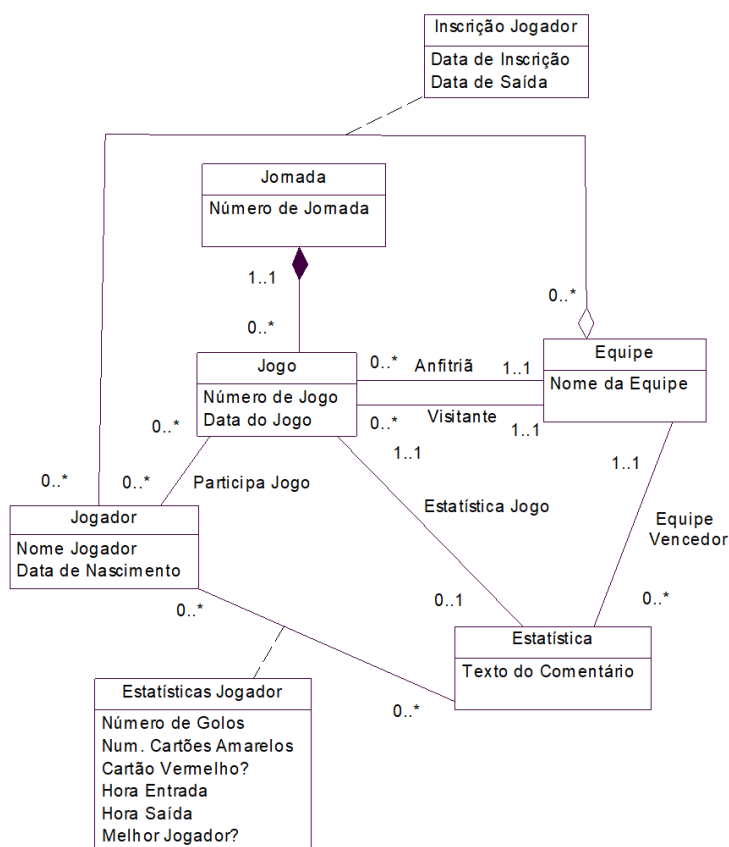 Inscrição Jogador
Data de Inscrição
Data de Saída
Jornada
Número de Jornada
1..1
0..*
0..*
Jogo
Número de Jogo
Data do Jogo
0..*
Anfitriã
1..1
Equipe
Nome da Equipe
0..*
0..*
Visitante
1..1
1..1
1..1
0..*
0..*
Participa Jogo
Estatística Jogo
Equipe
Vencedor
Jogador
Nome Jogador
Data de Nascimento
0..*
0..1
0..*
Estatística
Texto do Comentário
0..*
Estatísticas Jogador
Número de Golos
Num. Cartões Amarelos
Cartão Vermelho?
Hora Entrada
Hora Saída
Melhor Jogador?